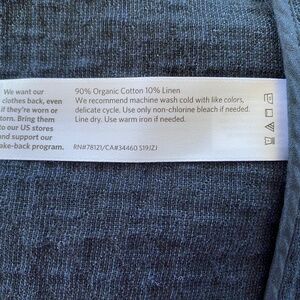 We want our
clothes back, even
if they're worn or
torn. Bring them
to our US stores
and support our
take-back program.
90% Organic Cotton 10% Linen
We recommend machine wash cold with like colors,
delicate cycle. Use only non-chlorine bleach if needed.
Line dry. Use warm iron if needed.
RN#78121/CA#34460 S19JZJ